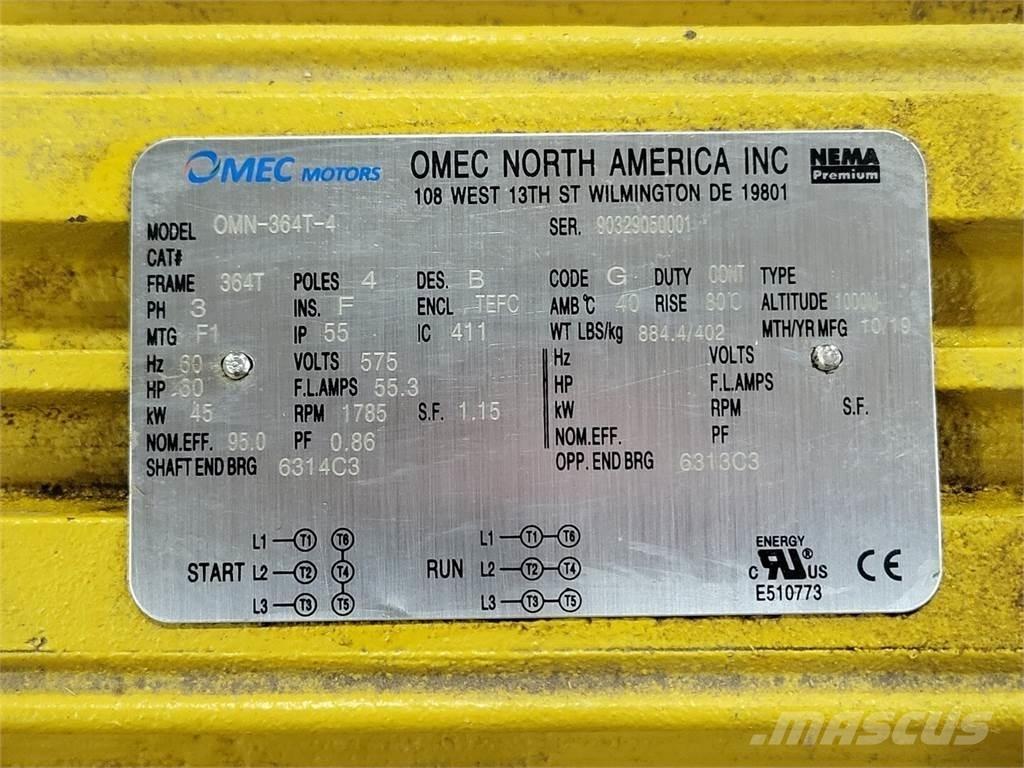 OMEC MOTORS OMEC NORTH AMERICA INC NEMA Premium
108 WEST 13TH ST WILMINGTON DE 19801
MODEL OMN-364T-4 SER. 90329050001
CAT#
FRAME 364T POLES 4 DES. B CODE G DUTY CONT TYPE
PH 3 INS. F ENCL TEFC AMB°C 40 RISE 80°C ALTITUDE 1000M
MTG F1 IP 55 IC 411 WT LBS/kg 884.4/402 MTH/YR MFG 10/19
Hz 60 VOLTS 575 Hz VOLTS
HP 60 F.L.AMPS 55.3 HP F.L.AMPS
kW 45 RPM 1785 S.F. 1.15 kW RPM S.F.
NOM.EFF. 95.0 PF 0.86 NOM.EFF. PF
SHAFT END BRG 6314C3 OPP. END BRG 6313C3
L1 T1 T6 L1 T1 T6
START L2 T2 T4 RUN L2 T2 T4
L3 T3 T5 L3 T3 T5
ENERGY
C RU® US CE
E510773
mascus